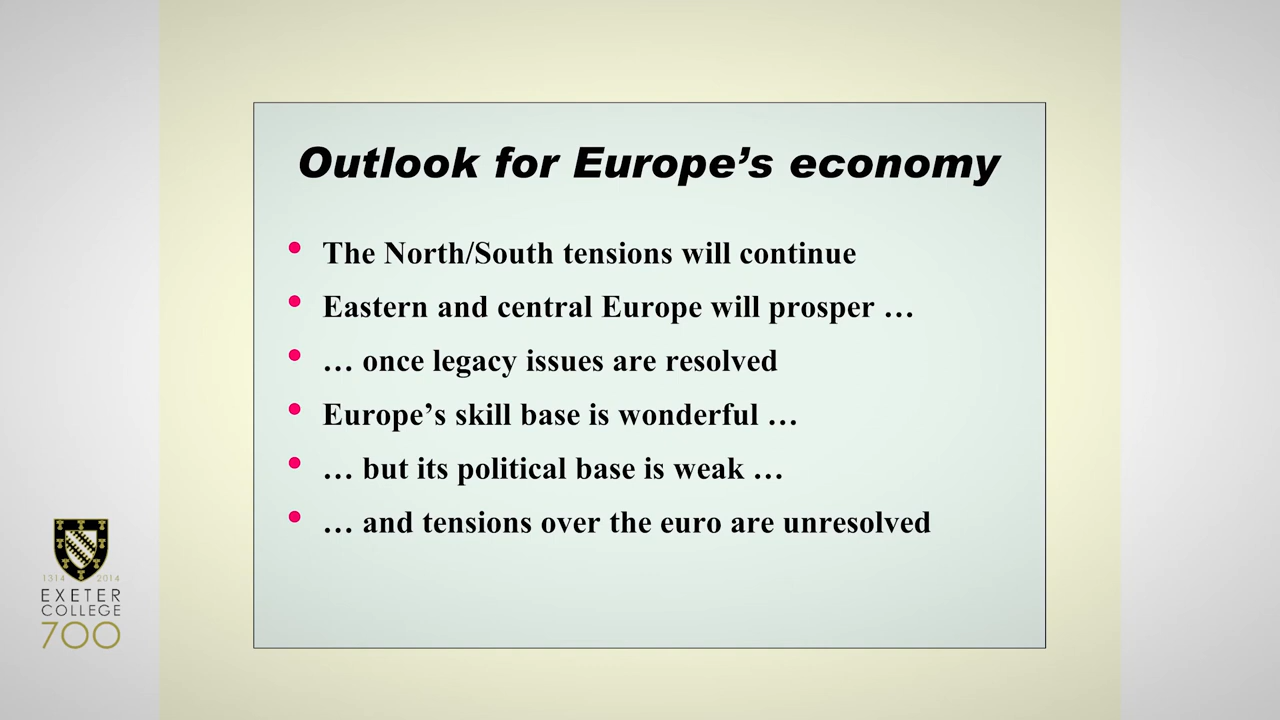 Outlook for Europe’s economy
• The North/South tensions will continue
• Eastern and central Europe will prosper …
• … once legacy issues are resolved
• Europe’s skill base is wonderful …
• … but its political base is weak …
• … and tensions over the euro are unresolved
1314 2014
EXETER
COLLEGE
700